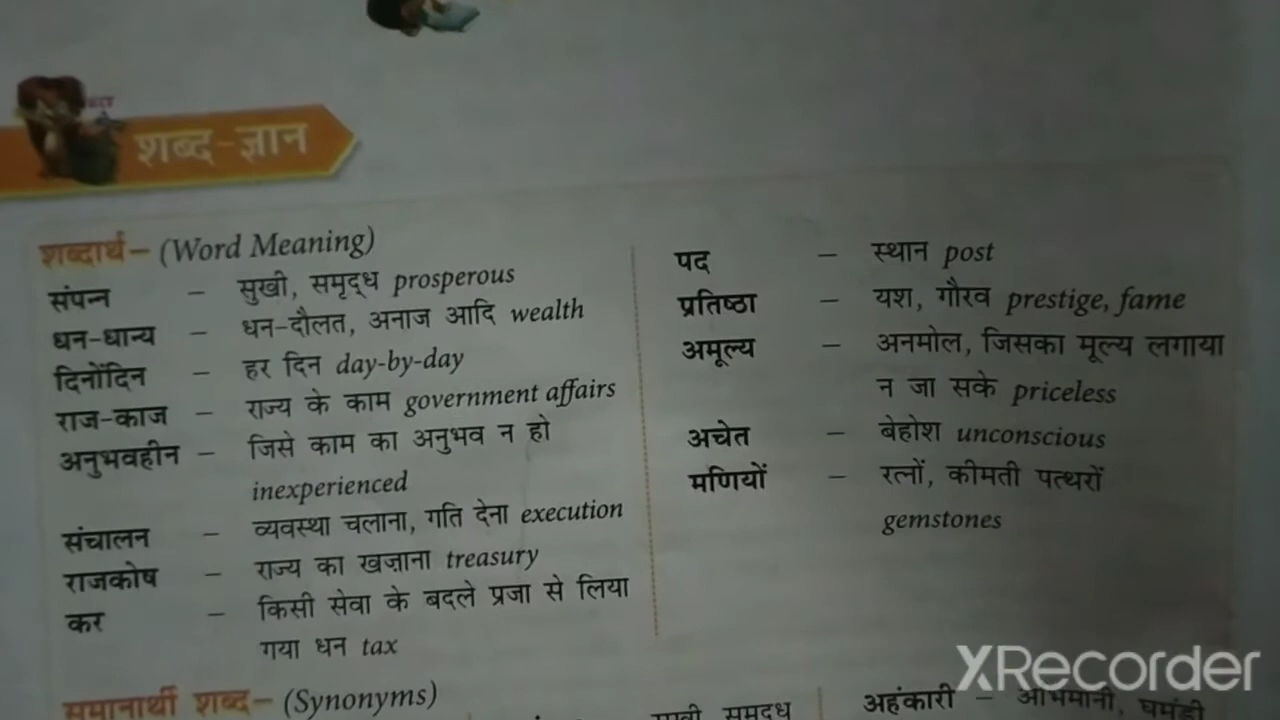 शब्द-ज्ञान
शब्दार्थ– (Word Meaning)
संपन्न – सुखी, समृद्ध prosperous
धन-धान्य – धन-दौलत, अनाज आदि wealth
दिनोंदिन – हर दिन day-by-day
राज-काज – राज्य के काम government affairs
अनुभवहीन – जिसे काम का अनुभव न हो
inexperienced
संचालन – व्यवस्था चलाना, गति देना execution
राजकोष – राज्य का खज़ाना treasury
कर – किसी सेवा के बदले प्रजा से लिया
गया धन tax
पद – स्थान post
प्रतिष्ठा – यश, गौरव prestige, fame
अमूल्य – अनमोल, जिसका मूल्य लगाया
न जा सके priceless
अचेत – बेहोश unconscious
मणियों – रत्नों, कीमती पत्थरों
gemstones
समानार्थी शब्द– (Synonyms)
सुखी समृद्ध
अहंकारी – अभिमानी, घमंडी
XRecorder